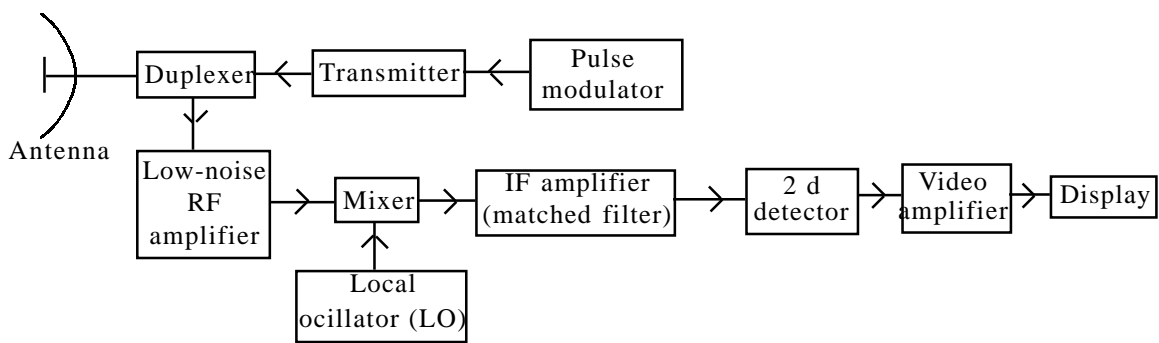 Duplexer
Transmitter
Pulse
modulator
Antenna
Low-noise
RF
amplifier
Mixer
IF amplifier
(matched filter)
2 d
detector
Video
amplifier
Display
Local
ocillator (LO)